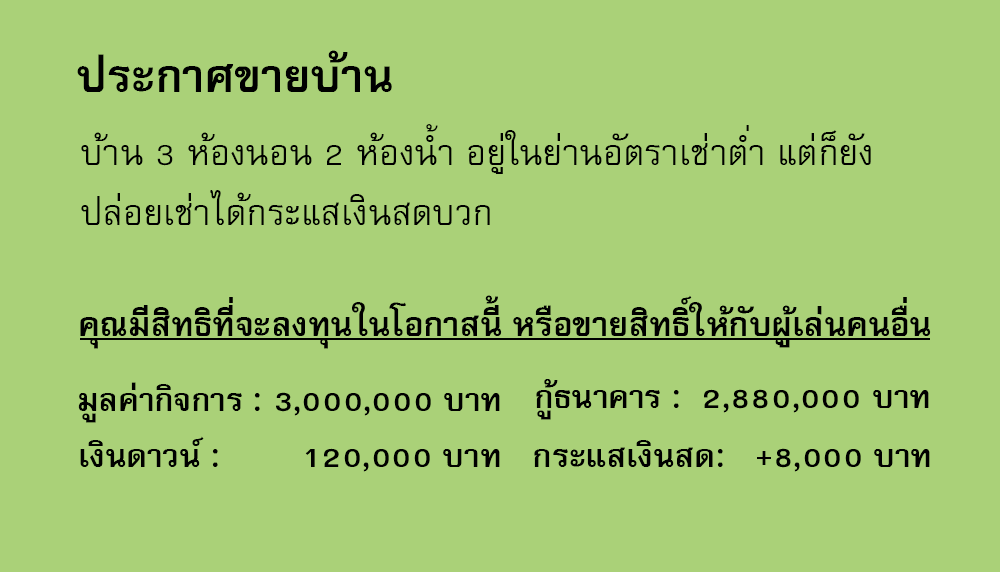 ประกาศขายบ้าน
บ้าน 3 ห้องนอน 2 ห้องน้ำ อยู่ในย่านอัตราเช่าต่ำ แต่ก็ยัง
ปล่อยเช่าได้กระแสเงินสดบวก
คุณมีสิทธิที่จะลงทุนในโอกาสนี้ หรือขายสิทธิ์ให้กับผู้เล่นคนอื่น
มูลค่ากิจการ : 3,000,000 บาท กู้ธนาคาร : 2,880,000 บาท
เงินดาวน์ : 120,000 บาท กระแสเงินสด: +8,000 บาท